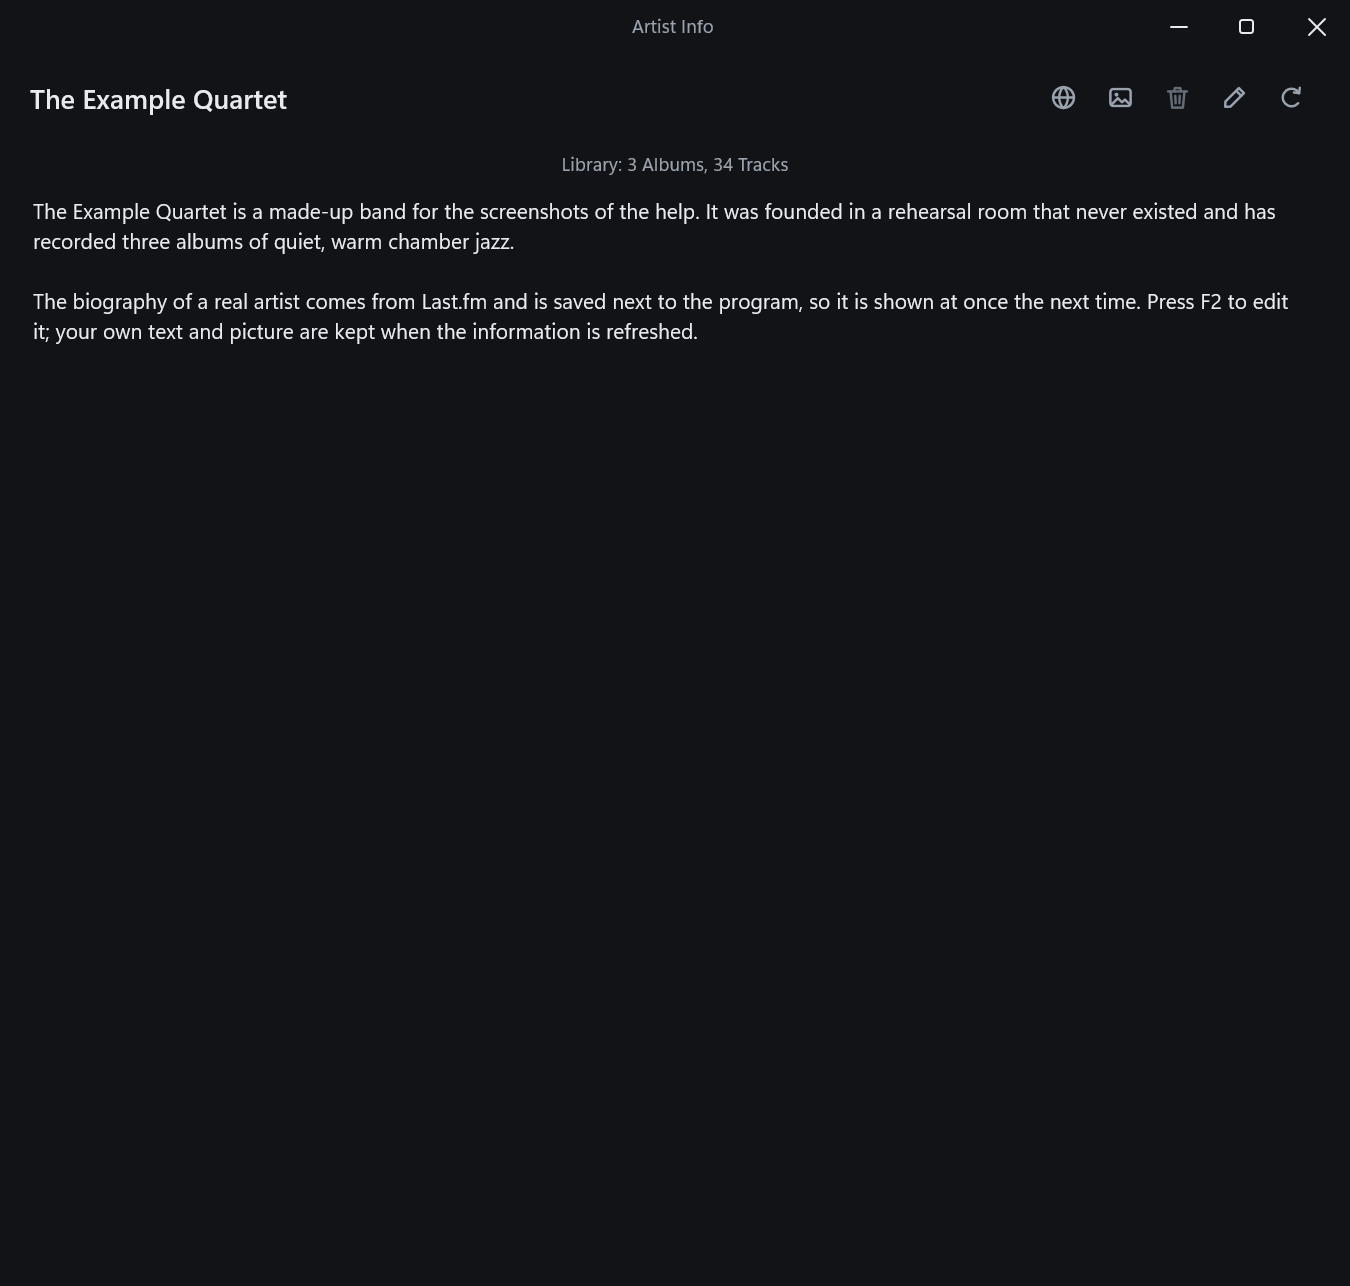 Artist Info
The Example Quartet
Library: 3 Albums, 34 Tracks
The Example Quartet is a made-up band for the screenshots of the help. It was founded in a rehearsal room that never existed and has
recorded three albums of quiet, warm chamber jazz.
The biography of a real artist comes from Last.fm and is saved next to the program, so it is shown at once the next time. Press F2 to edit
it; your own text and picture are kept when the information is refreshed.